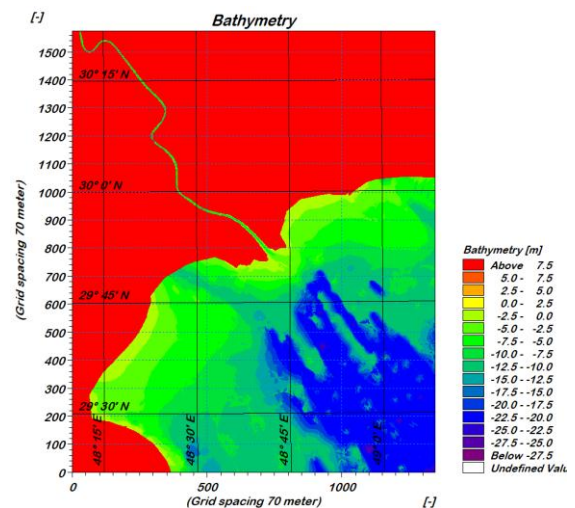 [-]
Bathymetry
1500
1400
1300
1200
1100
1000
900
800
700
600
500
400
300
200
100
0
(Grid spacing 70 meter)
30° 15' N
30° 0' N
29° 45' N
29° 30' N
48° 15' E
48° 30' E
48° 45' E
0 500 1000
(Grid spacing 70 meter)
[-]
Bathymetry [m]
Above 7.5
5.0 - 7.5
2.5 - 5.0
0.0 - 2.5
-2.5 - 0.0
-5.0 - -2.5
-7.5 - -5.0
-10.0 - -7.5
-12.5 - -10.0
-15.0 - -12.5
-17.5 - -15.0
-20.0 - -17.5
-22.5 - -20.0
-25.0 - -22.5
-27.5 - -25.0
Below -27.5
Undefined Valu